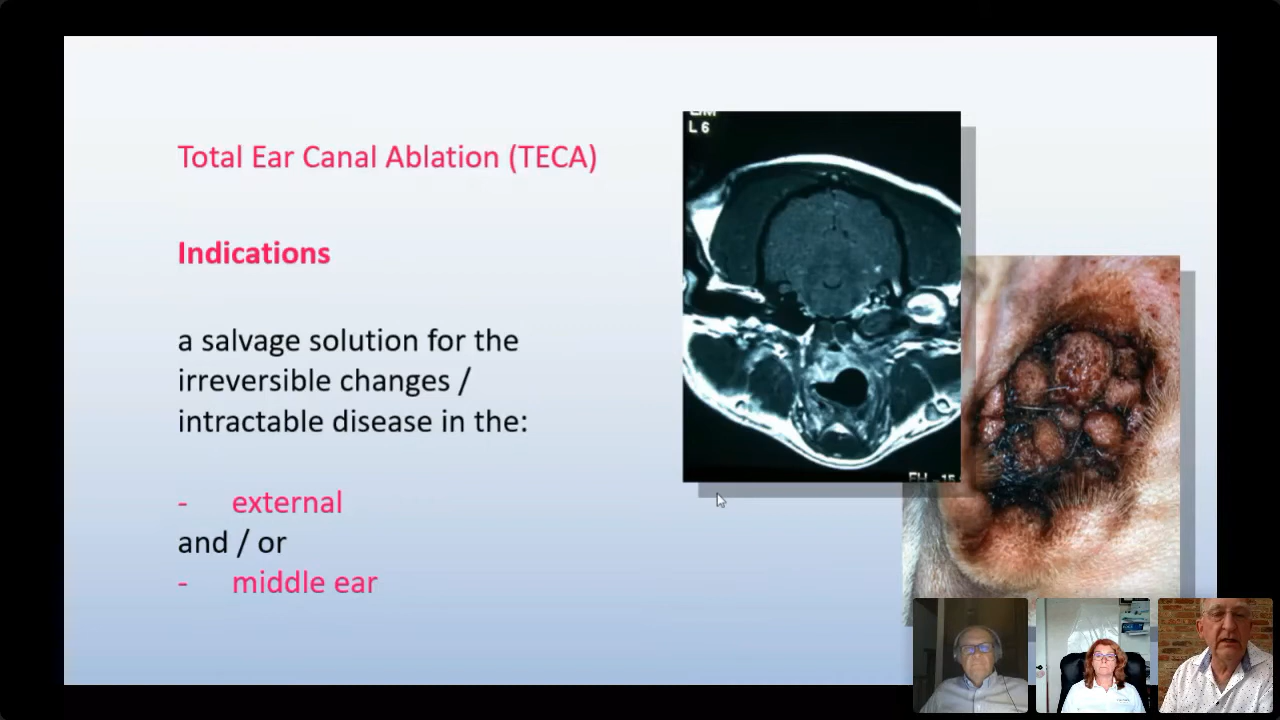 Total Ear Canal Ablation (TECA)
Indications
a salvage solution for the
irreversible changes /
intractable disease in the:
- external
and / or
- middle ear
L 6